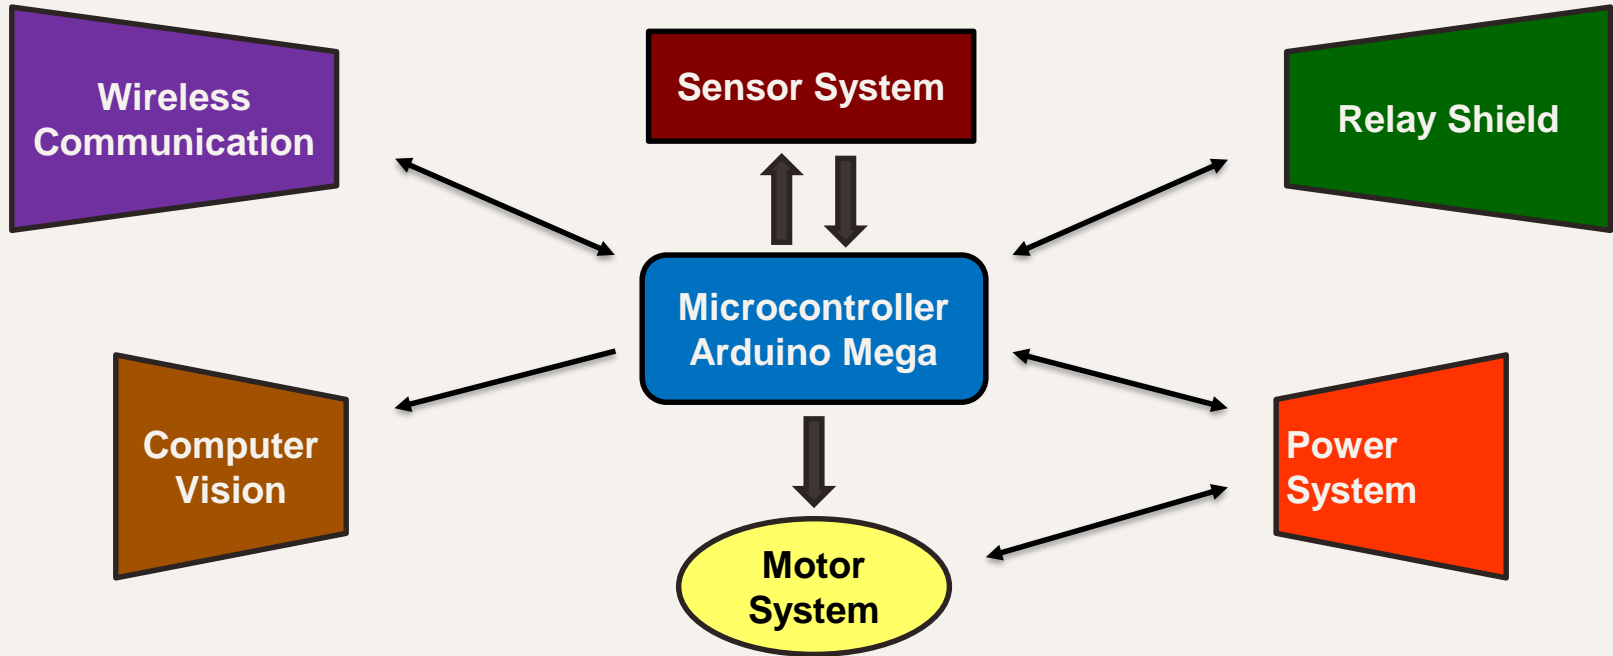 Wireless
Communication
Sensor System
Relay Shield
Microcontroller
Arduino Mega
Computer
Vision
Power
System
Motor
System